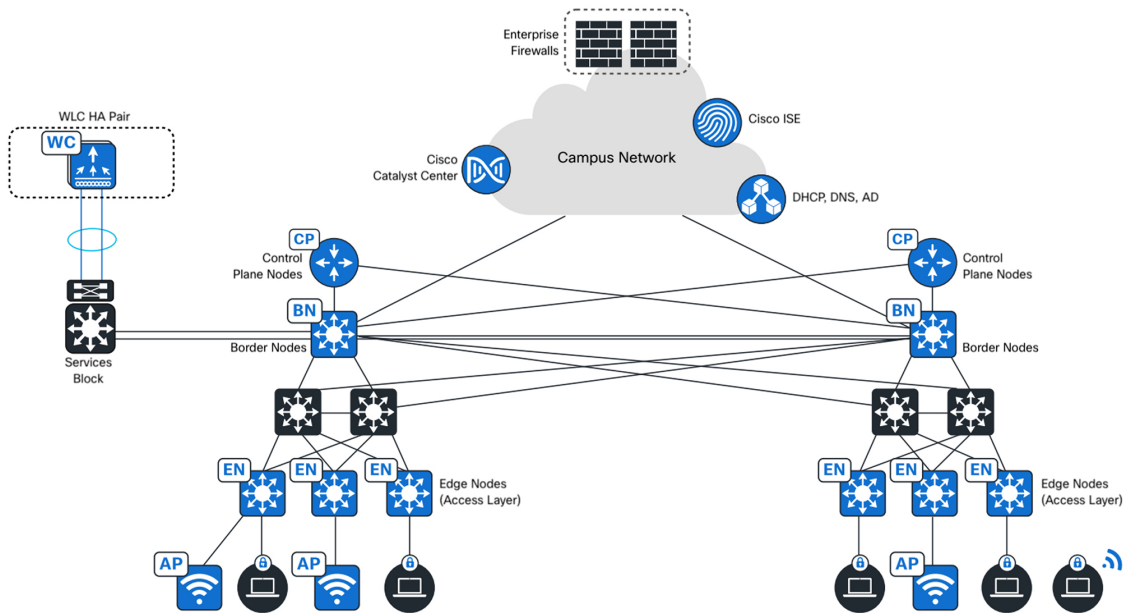 Enterprise
Firewalls
WLC HA Pair
WC
Cisco ISE
Campus Network
Cisco
Catalyst Center
DHCP, DNS, AD
CP
Control
Plane Nodes
CP
Control
Plane Nodes
BN
Border Nodes
BN
Border Nodes
Services
Block
EN
EN
EN
Edge Nodes
(Access Layer)
EN
EN
EN
Edge Nodes
(Access Layer)
AP
AP
AP